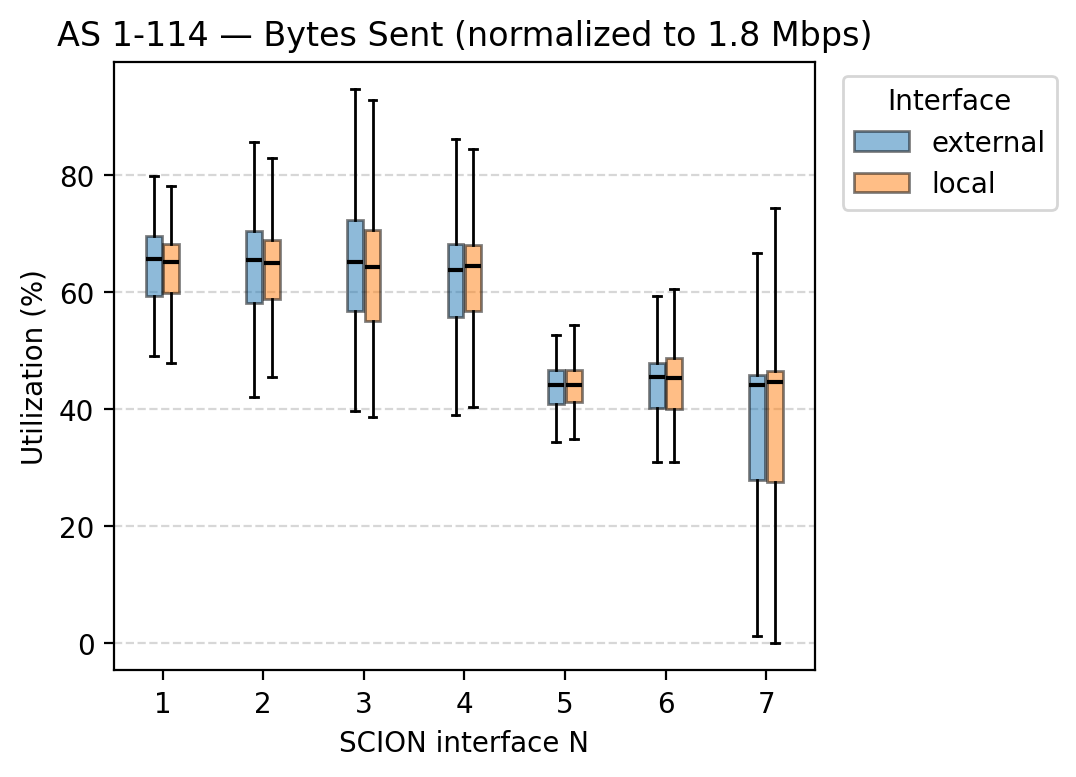 AS 1-114 — Bytes Sent (normalized to 1.8 Mbps)
Interface
external
local
Utilization (%)
80
60
40
20
0
1 2 3 4 5 6 7
SCION interface N